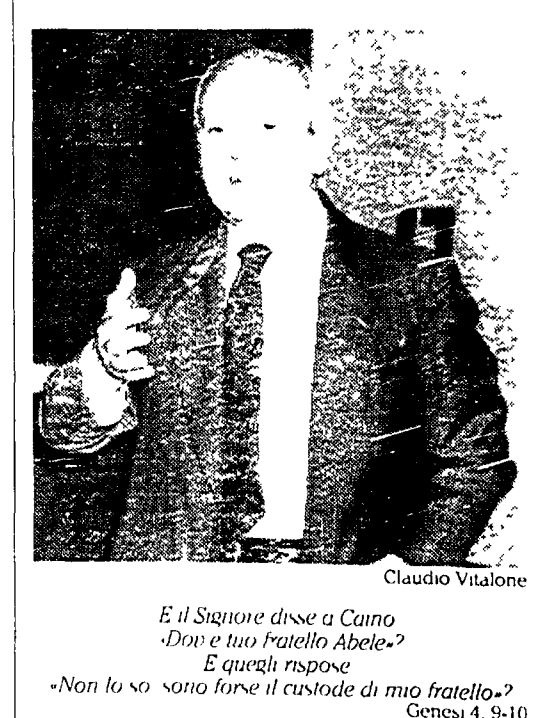 Claudio Vitalone
E il Signore disse a Caino
«Dov'è tuo fratello Abele»?
E quegli rispose
«Non lo so sono forse il custode di mio fratello»?
Genesi 4, 9-10